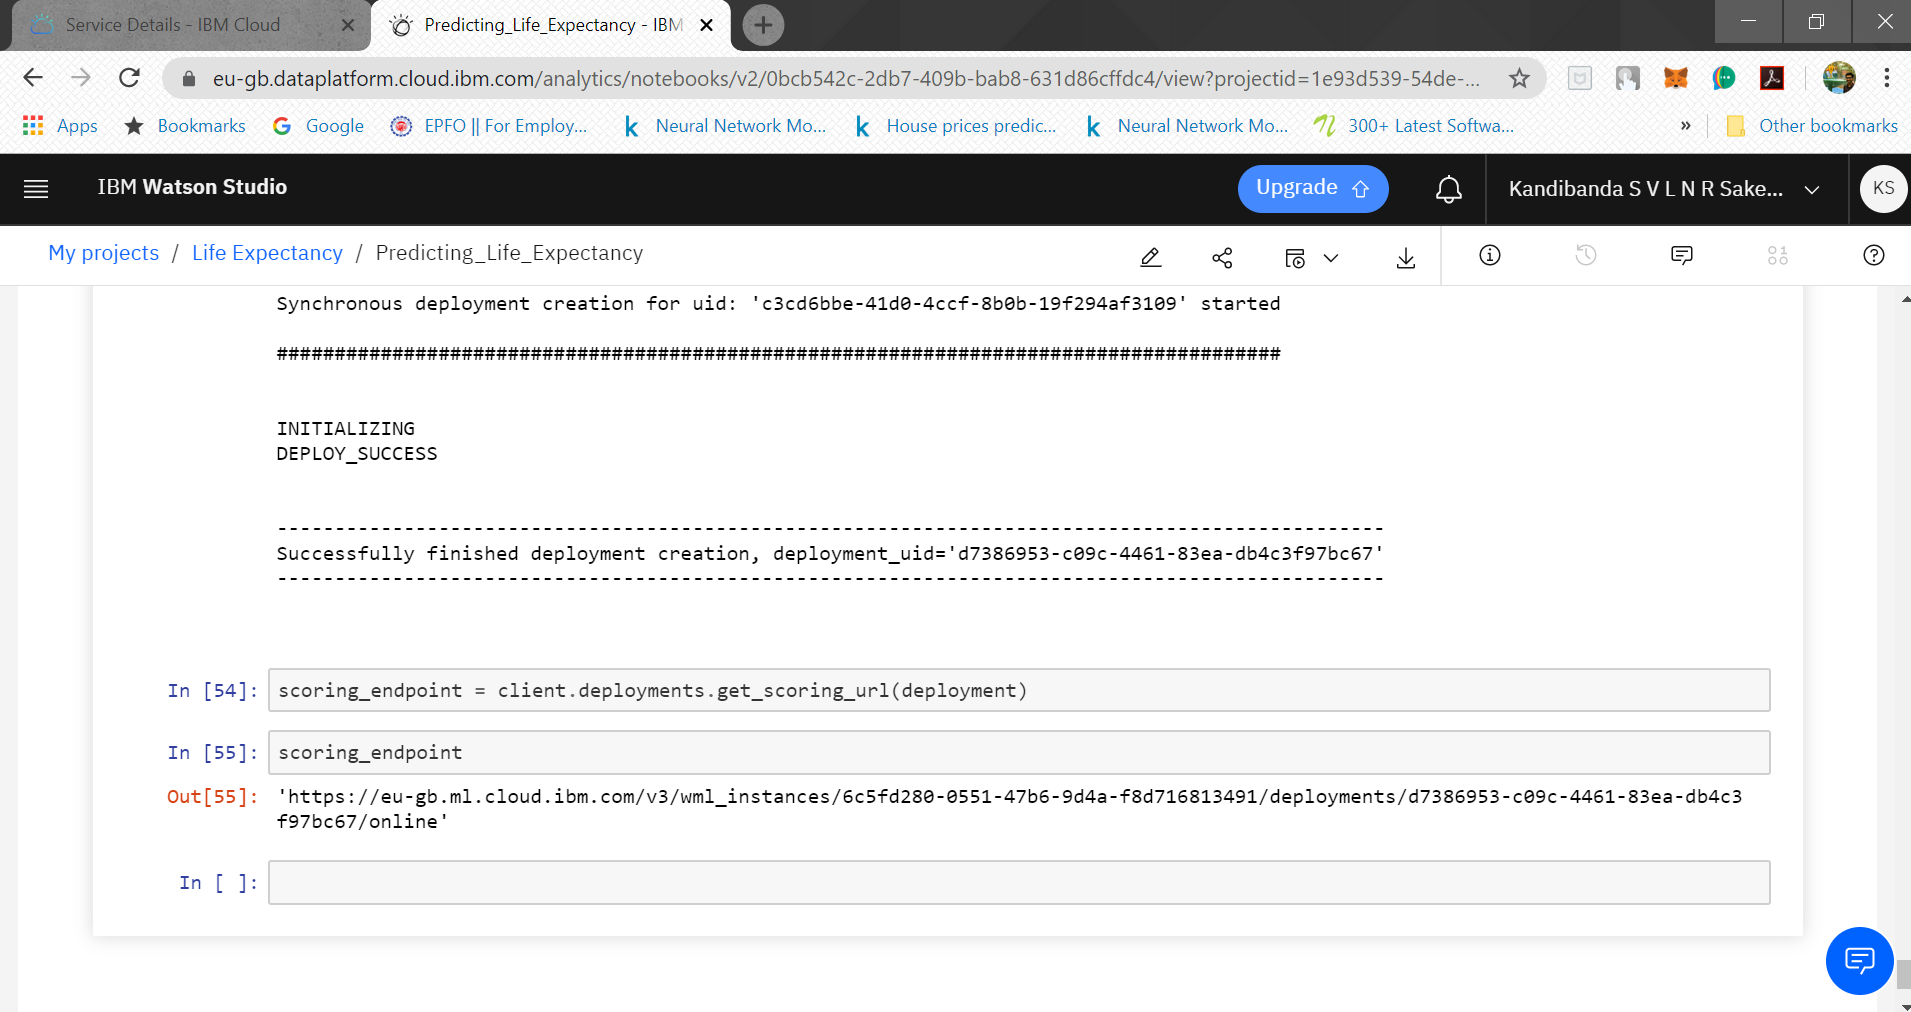 Service Details - IBM Cloud
Predicting_Life_Expectancy - IBM
eu-gb.dataplatform.cloud.ibm.com/analytics/notebooks/v2/0bcb542c-2db7-409b-bab8-631d86cffdc4/view?projectid=1e93d539-54de-...
Apps
Bookmarks
Google
EPFO || For Employ...
Neural Network Mo...
House prices predic...
Neural Network Mo...
300+ Latest Softwa...
»
Other bookmarks
IBM Watson Studio
Upgrade
Kandibanda S V L N R Sake...
KS
My projects / Life Expectancy / Predicting_Life_Expectancy
Synchronous deployment creation for uid: 'c3cd6bbe-41d0-4ccf-8b0b-19f294af3109' started
#######################################################################################
INITIALIZING
DEPLOY_SUCCESS
------------------------------------------------------------------------------------------------
Successfully finished deployment creation, deployment_uid='d7386953-c09c-4461-83ea-db4c3f97bc67'
------------------------------------------------------------------------------------------------
In [54]: scoring_endpoint = client.deployments.get_scoring_url(deployment)
In [55]: scoring_endpoint
Out[55]: 'https://eu-gb.ml.cloud.ibm.com/v3/wml_instances/6c5fd280-0551-47b6-9d4a-f8d716813491/deployments/d7386953-c09c-4461-83ea-db4c3
f97bc67/online'
In [ ]: